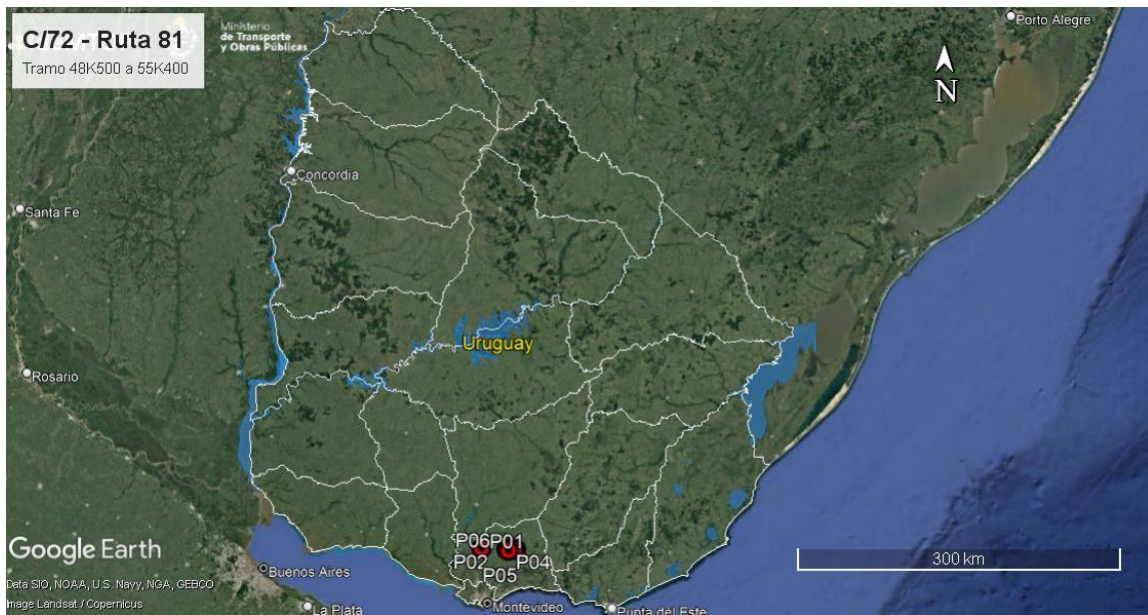 C/72 - Ruta 81
Tramo 48K500 a 55K400
Ministerio
de Transporte
y Obras Públicas
Porto Alegre
N
Concordia
Santa Fe
Uruguay
Rosario
P06 P01
P02 P04
P05
Google Earth
300 km
Buenos Aires
Data SIO, NOAA, U.S. Navy, NGA, GEBCO
Image Landsat / Copernicus
La Plata
Montevideo
Punta del Este